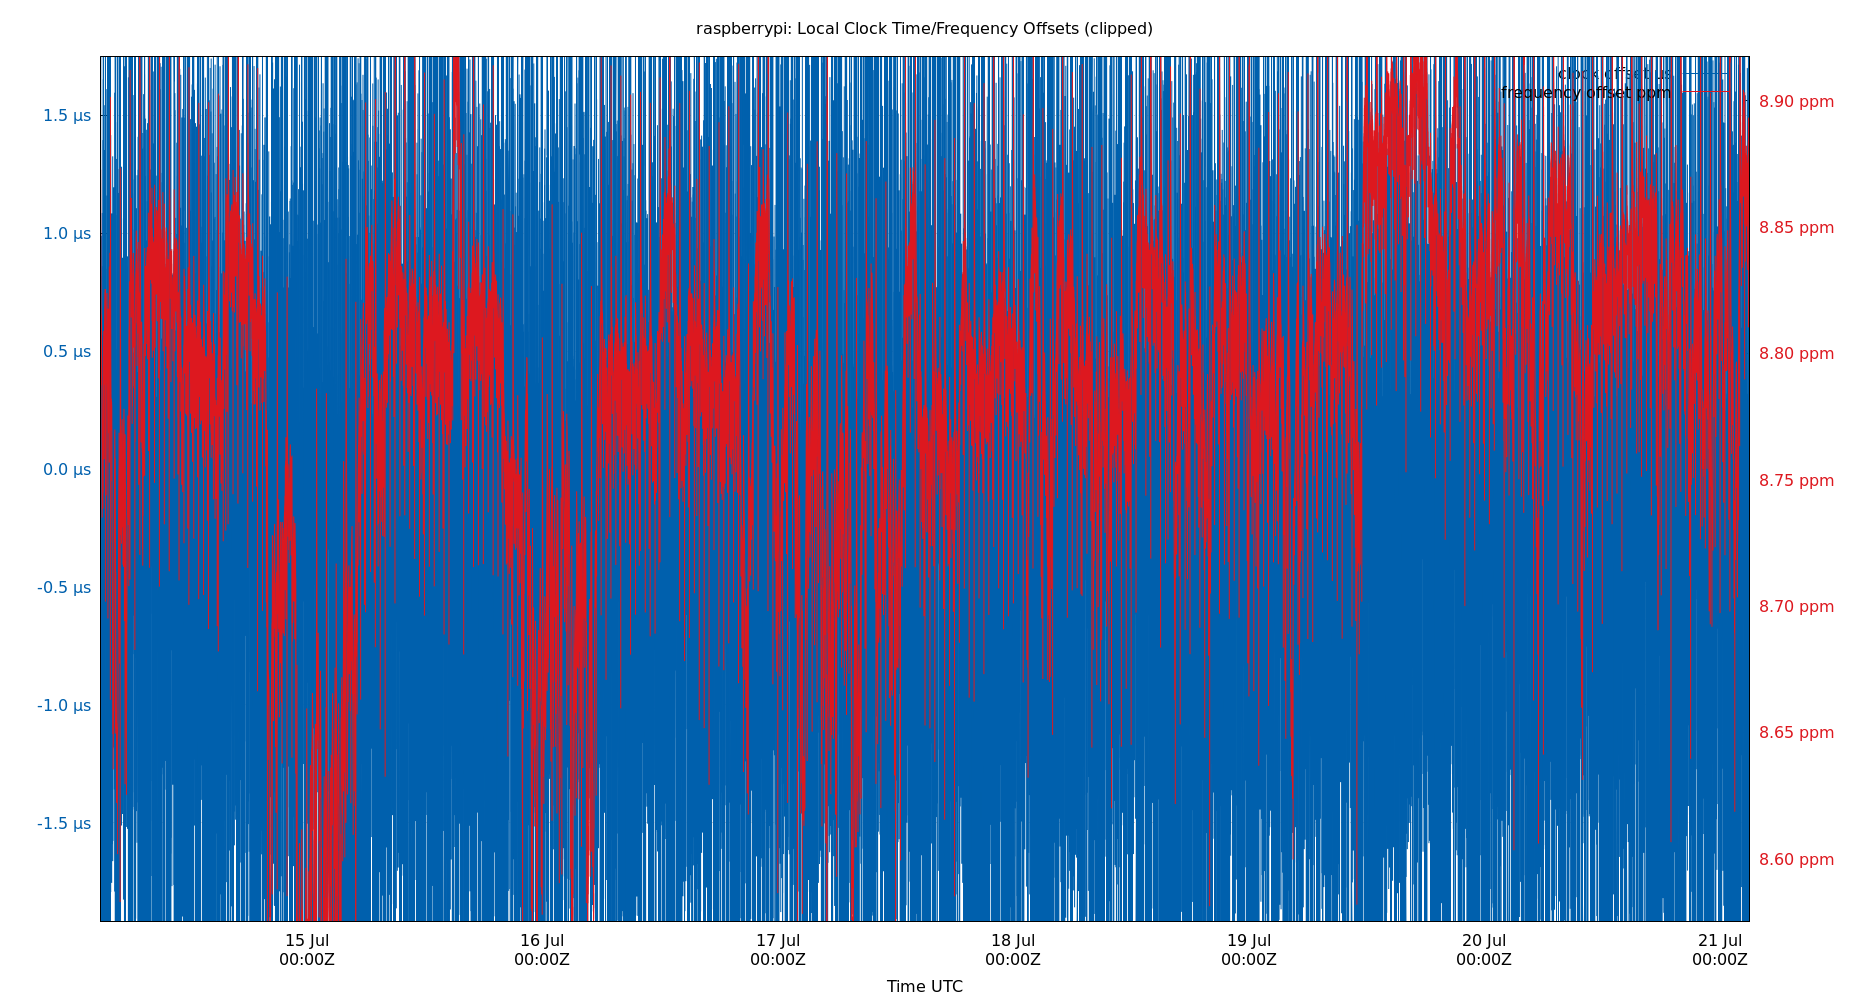 raspberrypi: Local Clock Time/Frequency Offsets (clipped)
clock offset us
frequency offset ppm
1.5 µs
1.0 µs
0.5 µs
0.0 µs
-0.5 µs
-1.0 µs
-1.5 µs
8.90 ppm
8.85 ppm
8.80 ppm
8.75 ppm
8.70 ppm
8.65 ppm
8.60 ppm
15 Jul 16 Jul 17 Jul 18 Jul 19 Jul 20 Jul 21 Jul
00:00Z 00:00Z 00:00Z 00:00Z 00:00Z 00:00Z 00:00Z
Time UTC